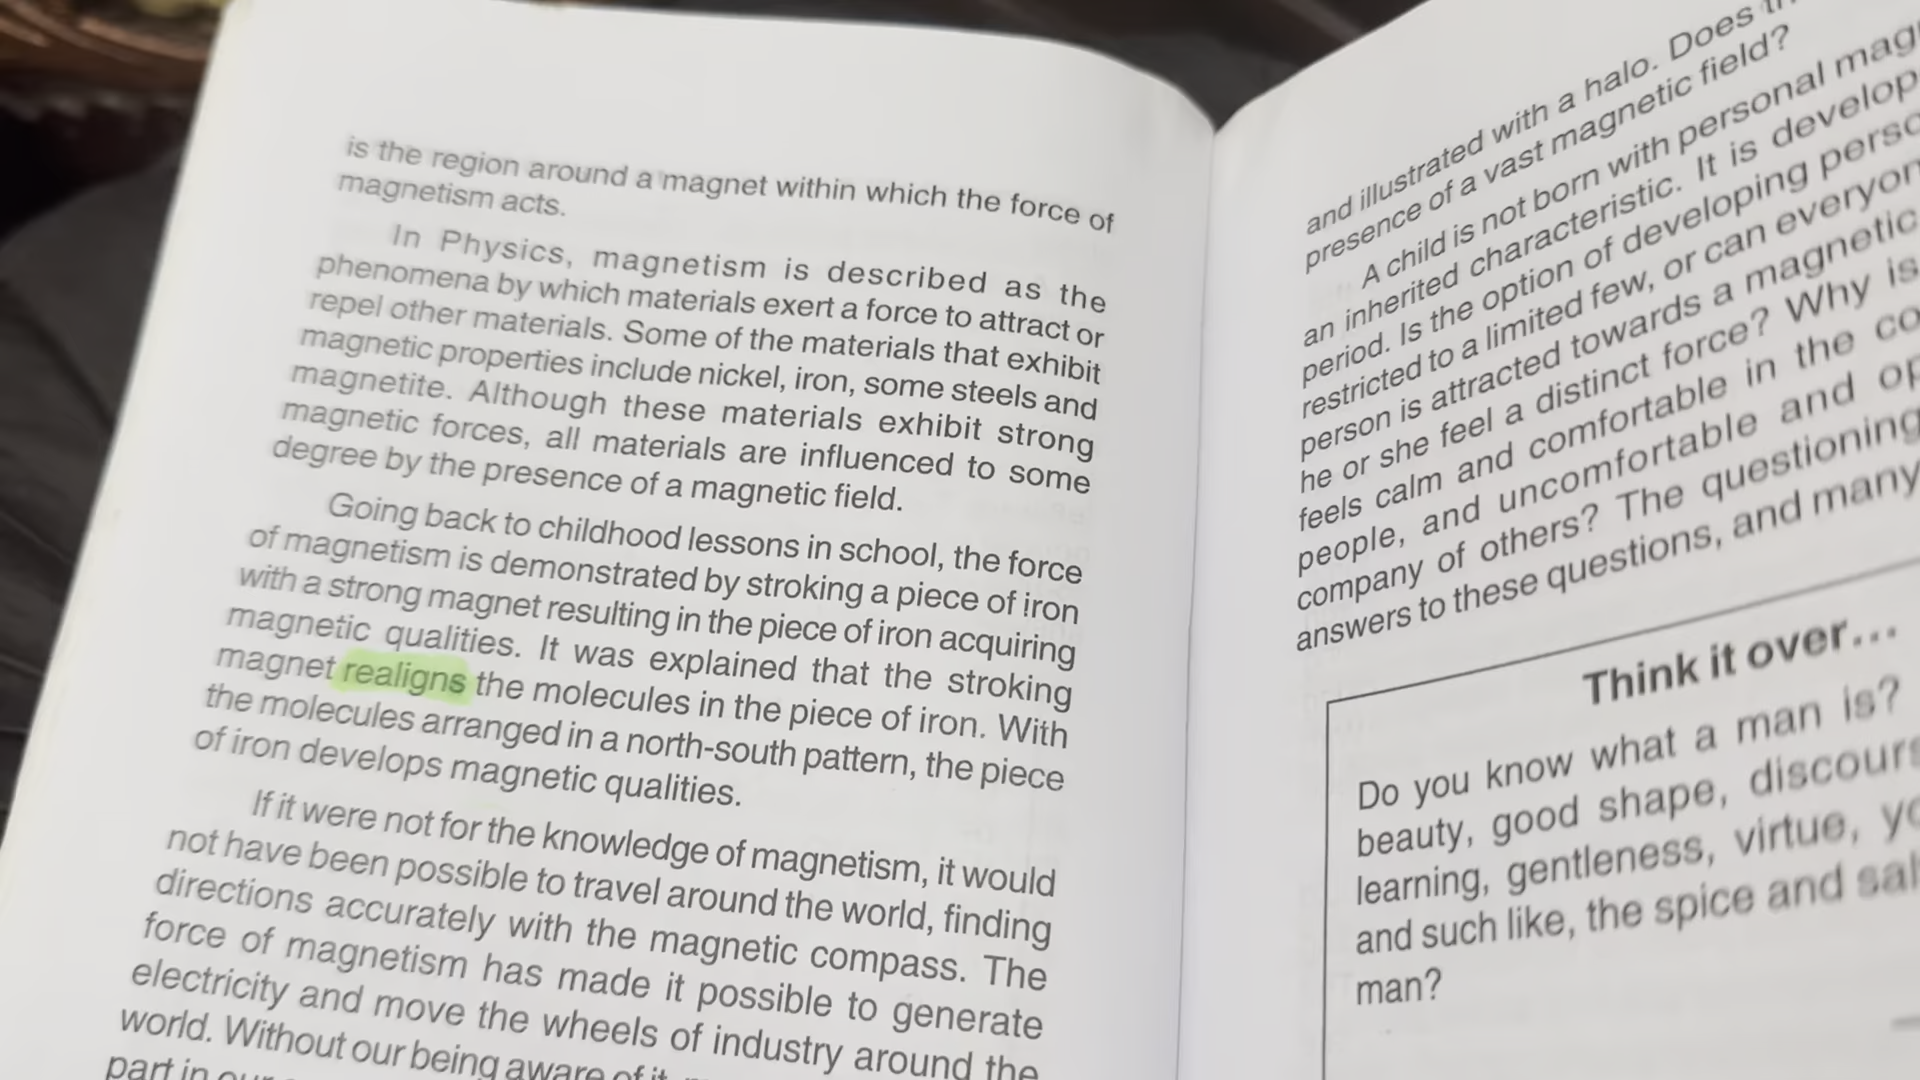 is the region around a magnet within which the force of
magnetism acts.
In Physics, magnetism is described as the
phenomena by which materials exert a force to attract or
repel other materials. Some of the materials that exhibit
magnetic properties include nickel, iron, some steels and
magnetite. Although these materials exhibit strong
magnetic forces, all materials are influenced to some
degree by the presence of a magnetic field.
Going back to childhood lessons in school, the force
of magnetism is demonstrated by stroking a piece of iron
with a strong magnet resulting in the piece of iron acquiring
magnetic qualities. It was explained that the stroking
magnet realigns the molecules in the piece of iron. With
the molecules arranged in a north-south pattern, the piece
of iron develops magnetic qualities.
If it were not for the knowledge of magnetism, it would
not have been possible to travel around the world, finding
directions accurately with the magnetic compass. The
force of magnetism has made it possible to generate
electricity and move the wheels of industry around the
world. Without our being aware of it,
part in our
and illustrated with a halo. Does
presence of a vast magnetic field?
A child is not born with personal
an inherited characteristic. It is
period. Is the option of developing
restricted to a limited few, or can
person is attracted towards a magnetic
he or she feel a distinct force? Why is
feels calm and comfortable in the
people, and uncomfortable and
company of others? The questioning
answers to these questions, and many
Think it over...
Do you know what a man is?
beauty, good shape,
learning, gentleness, virtue,
and such like, the spice and
man?